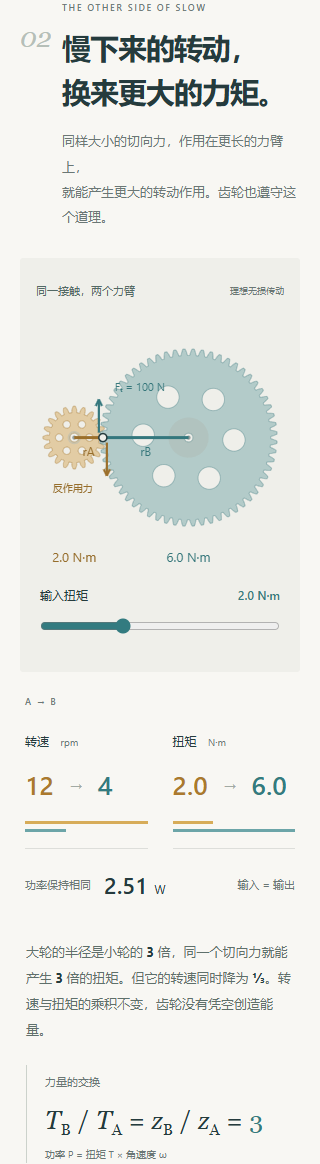 THE OTHER SIDE OF SLOW
02
慢下来的转动，
换来更大的力矩。
同样大小的切向力，作用在更长的力臂
上，
就能产生更大的转动作用。齿轮也遵守这
个道理。
同一接触，两个力臂
理想无损传动
Fₜ = 100 N
rA
rB
反作用力
2.0 N·m
6.0 N·m
输入扭矩
2.0 N·m
A → B
转速 rpm
扭矩 N·m
12 → 4
2.0 → 6.0
功率保持相同 2.51 W
输入 = 输出
大轮的半径是小轮的 3 倍，同一个切向力就能
产生 3 倍的扭矩。但它的转速同时降为 ⅓。转
速与扭矩的乘积不变，齿轮没有凭空创造能
量。
力量的交换
T_B / T_A = z_B / z_A = 3
功率 P = 扭矩 T × 角速度 ω